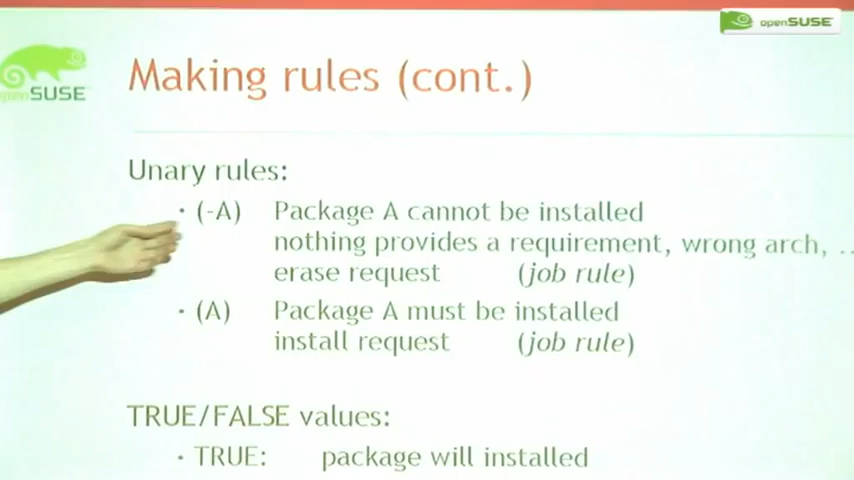 openSUSE
openSUSE
Making rules (cont.)
Unary rules:
· (-A) Package A cannot be installed
nothing provides a requirement, wrong arch, ..
erase request (job rule)
· (A) Package A must be installed
install request (job rule)
TRUE/FALSE values:
· TRUE: package will installed